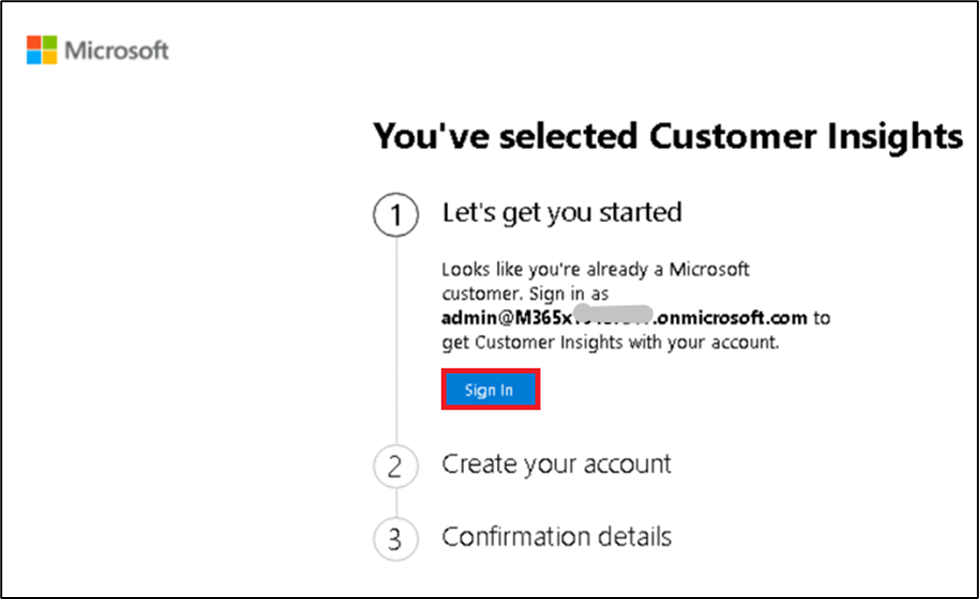 Microsoft
You've selected Customer Insights
1
Let's get you started
Looks like you're already a Microsoft
customer. Sign in as
admin@M365x .onmicrosoft.com to
get Customer Insights with your account.
Sign In
2
Create your account
3
Confirmation details